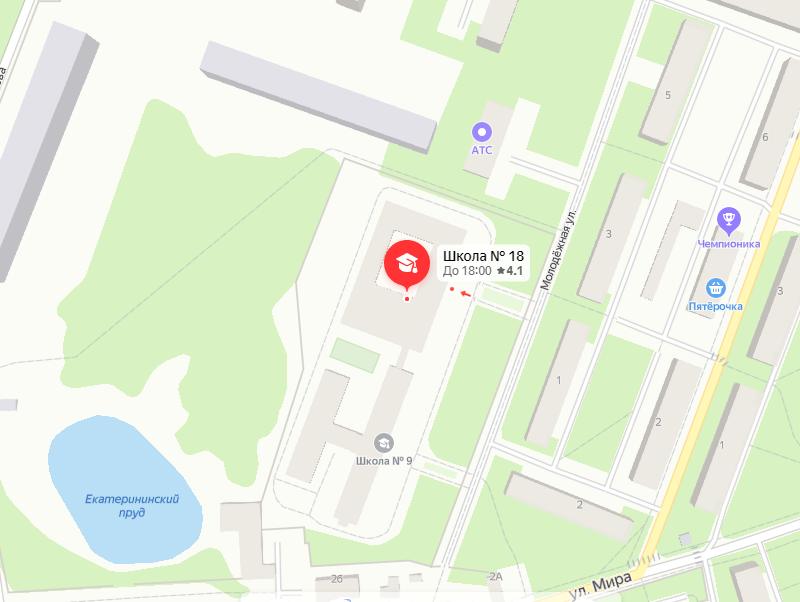 5
6
АТС
3
Чемпионика
Молодёжная ул.
Школа № 18
До 18:00 ★4.1
Пятёрочка
3
1
2
1
Школа № 9
Екатерининский
пруд
2
2А
ул. Мира